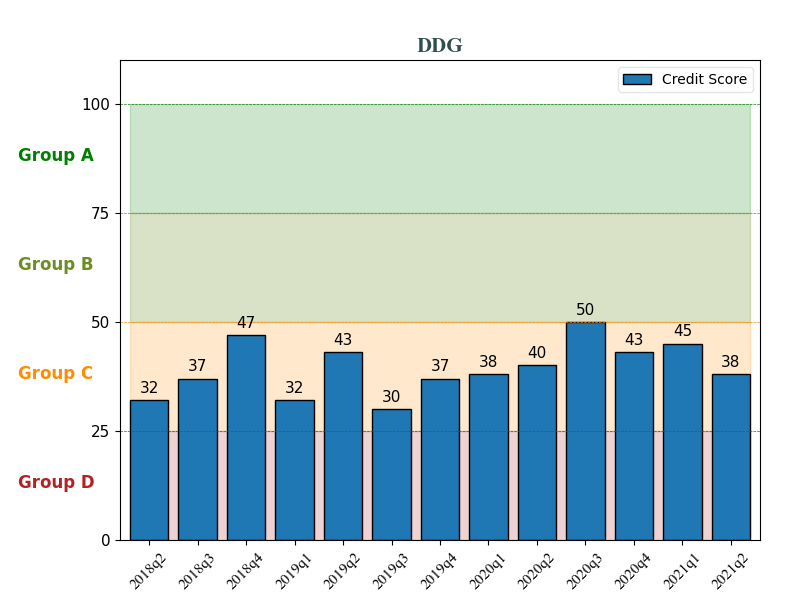 DDG
Credit Score
100
Group A
75
Group B
50
Group C
25
Group D
0
32
37
47
32
43
30
37
38
40
50
43
45
38
2018q2
2018q3
2018q4
2019q1
2019q2
2019q3
2019q4
2020q1
2020q2
2020q3
2020q4
2021q1
2021q2